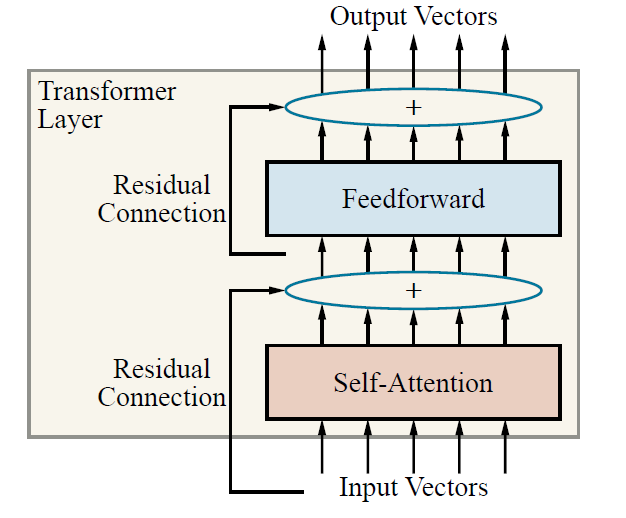 Output Vectors
Transformer
Layer
+
Residual
Connection
Feedforward
+
Residual
Connection
Self-Attention
Input Vectors